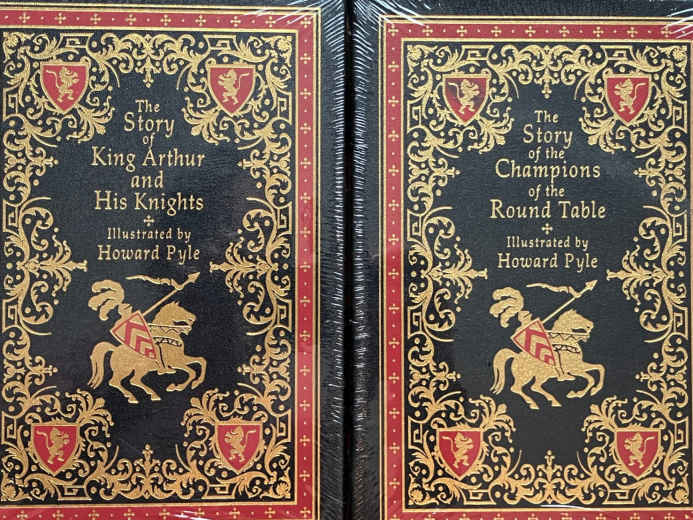 The
Story
of
King Arthur
and
His Knights
Illustrated by
Howard Pyle
The
Story
of the
Champions
of the
Round Table
Illustrated by
Howard Pyle